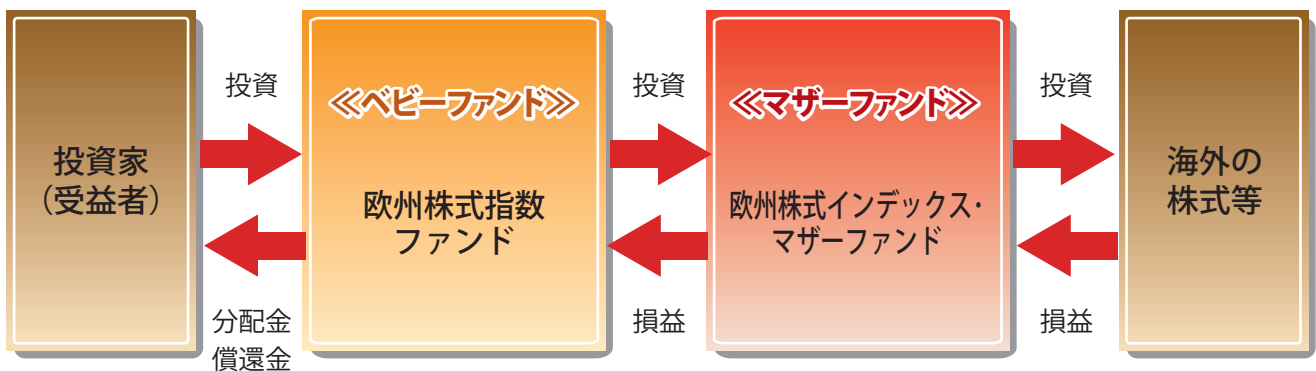 投資家
(受益者)
投資
分配金
償還金
≪ベビーファンド≫
欧州株式指数
ファンド
投資
損益
≪マザーファンド≫
欧州株式インデックス・
マザーファンド
投資
損益
海外の
株式等